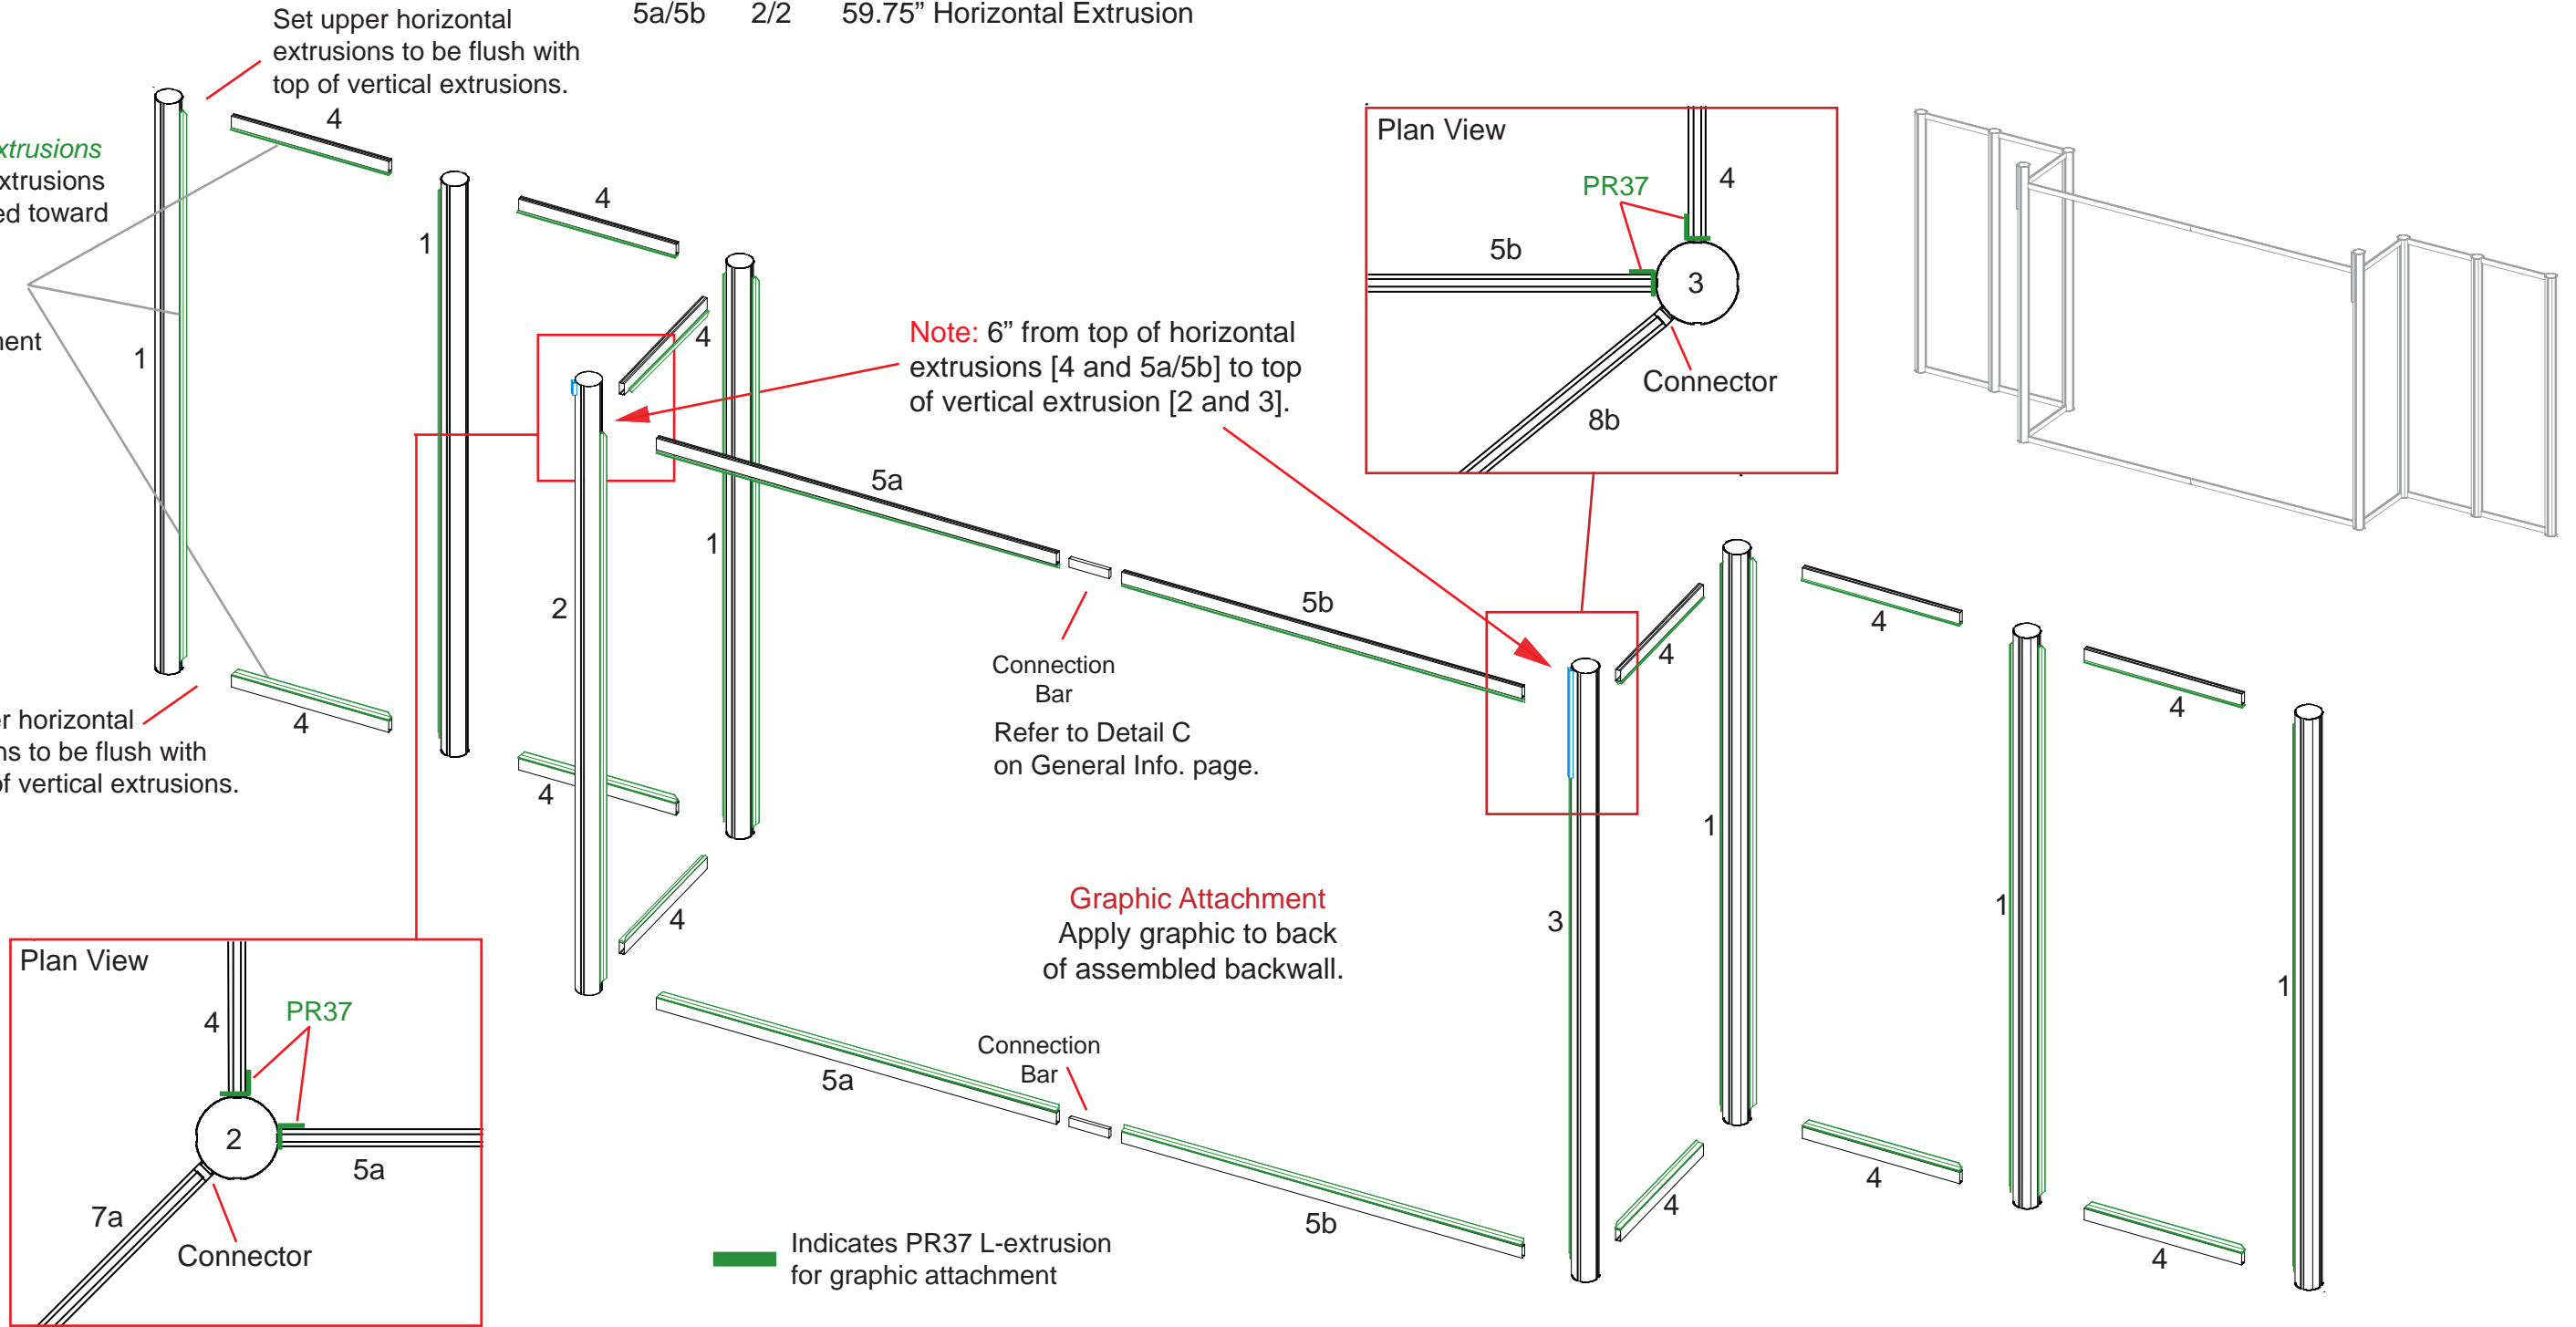 5a/5b 2/2 59.75” Horizontal Extrusion
Set upper horizontal
extrusions to be flush with
top of vertical extrusions.
4
1
4
1
4
1
2
Note: 6” from top of horizontal
extrusions [4 and 5a/5b] to top
of vertical extrusion [2 and 3].
5a
5b
Connection
Bar
Refer to Detail C
on General Info. page.
Plan View
PR37
4
5b
3
Connector
8b
4
4
4
1
1
1
3
4
horizontal
to be flush with
of vertical extrusions.
4
4
Graphic Attachment
Apply graphic to back
of assembled backwall.
5a
Connection
Bar
5b
4
4
4
Plan View
4
PR37
2
5a
7a
Connector
Indicates PR37 L-extrusion
for graphic attachment
1
toward